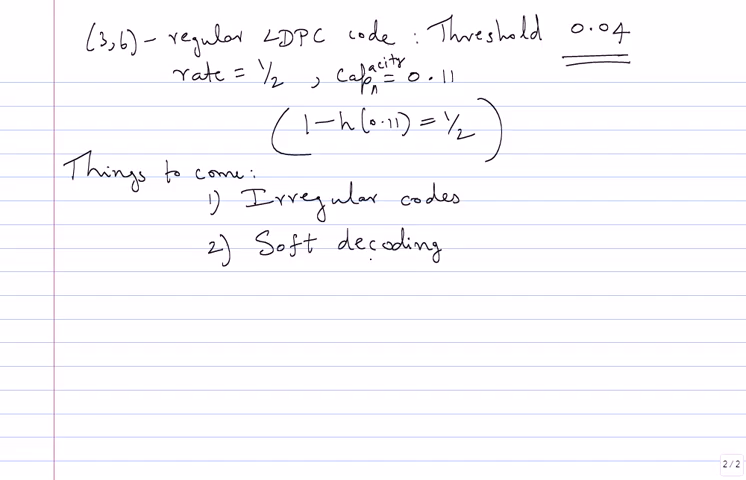 (3,6)-regular LDPC code : Threshold 0.04
rate = 1/2 , capacity = 0.11
(1-h(0.11) = 1/2)
Things to come:
1) Irregular codes
2) Soft decoding
2/2